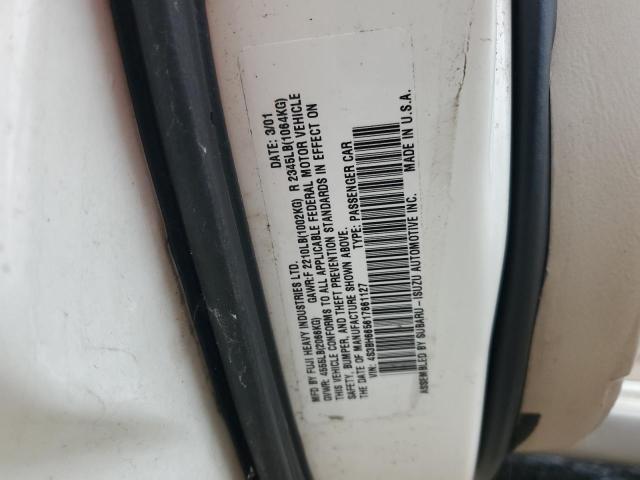 MFD BY FUJI HEAVY INDUSTRIES LTD. DATE: 3/01
GVWR: 4555LB(2066KG) GAWR:F 2210LB(1002KG) R 2345LB(1064KG)
THIS VEHICLE CONFORMS TO ALL APPLICABLE FEDERAL MOTOR VEHICLE
SAFETY, BUMPER, AND THEFT PREVENTION STANDARDS IN EFFECT ON
THE DATE OF MANUFACTURE SHOWN ABOVE.
VIN: 4S3BH665617661127 TYPE: PASSENGER CAR
ASSEMBLED BY SUBARU-ISUZU AUTOMOTIVE INC. MADE IN U.S.A.